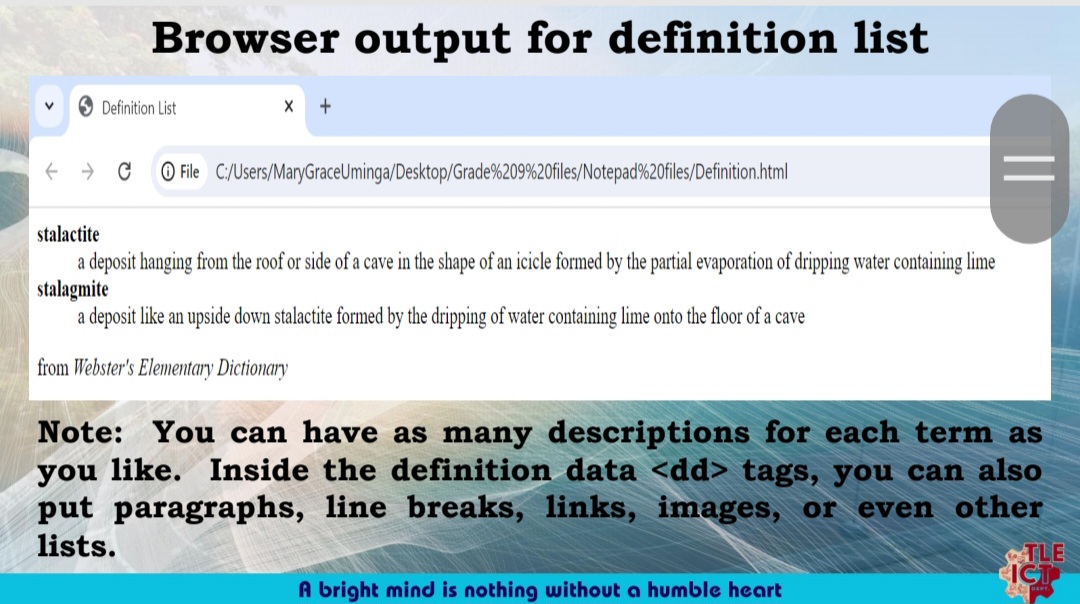 Browser output for definition list
Definition List
File C:/Users/MaryGraceUminga/Desktop/Grade%209%20files/Notepad%20files/Definition.html
stalactite
a deposit hanging from the roof or side of a cave in the shape of an icicle formed by the partial evaporation of dripping water containing lime
stalagmite
a deposit like an upside down stalactite formed by the dripping of water containing lime onto the floor of a cave
from Webster's Elementary Dictionary
Note: You can have as many descriptions for each term as
you like. Inside the definition data <dd> tags, you can also
put paragraphs, line breaks, links, images, or even other
lists.
TLE
ICT
A bright mind is nothing without a humble heart